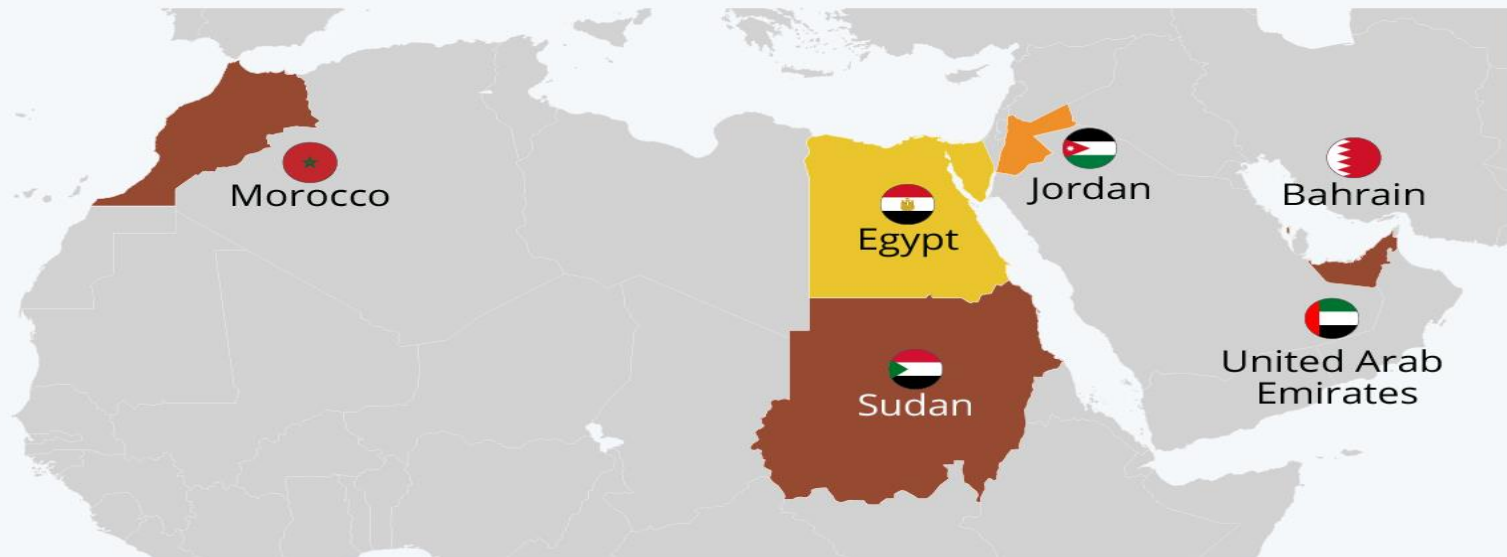 Morocco
Egypt
Jordan
Bahrain
Sudan
United Arab
Emirates